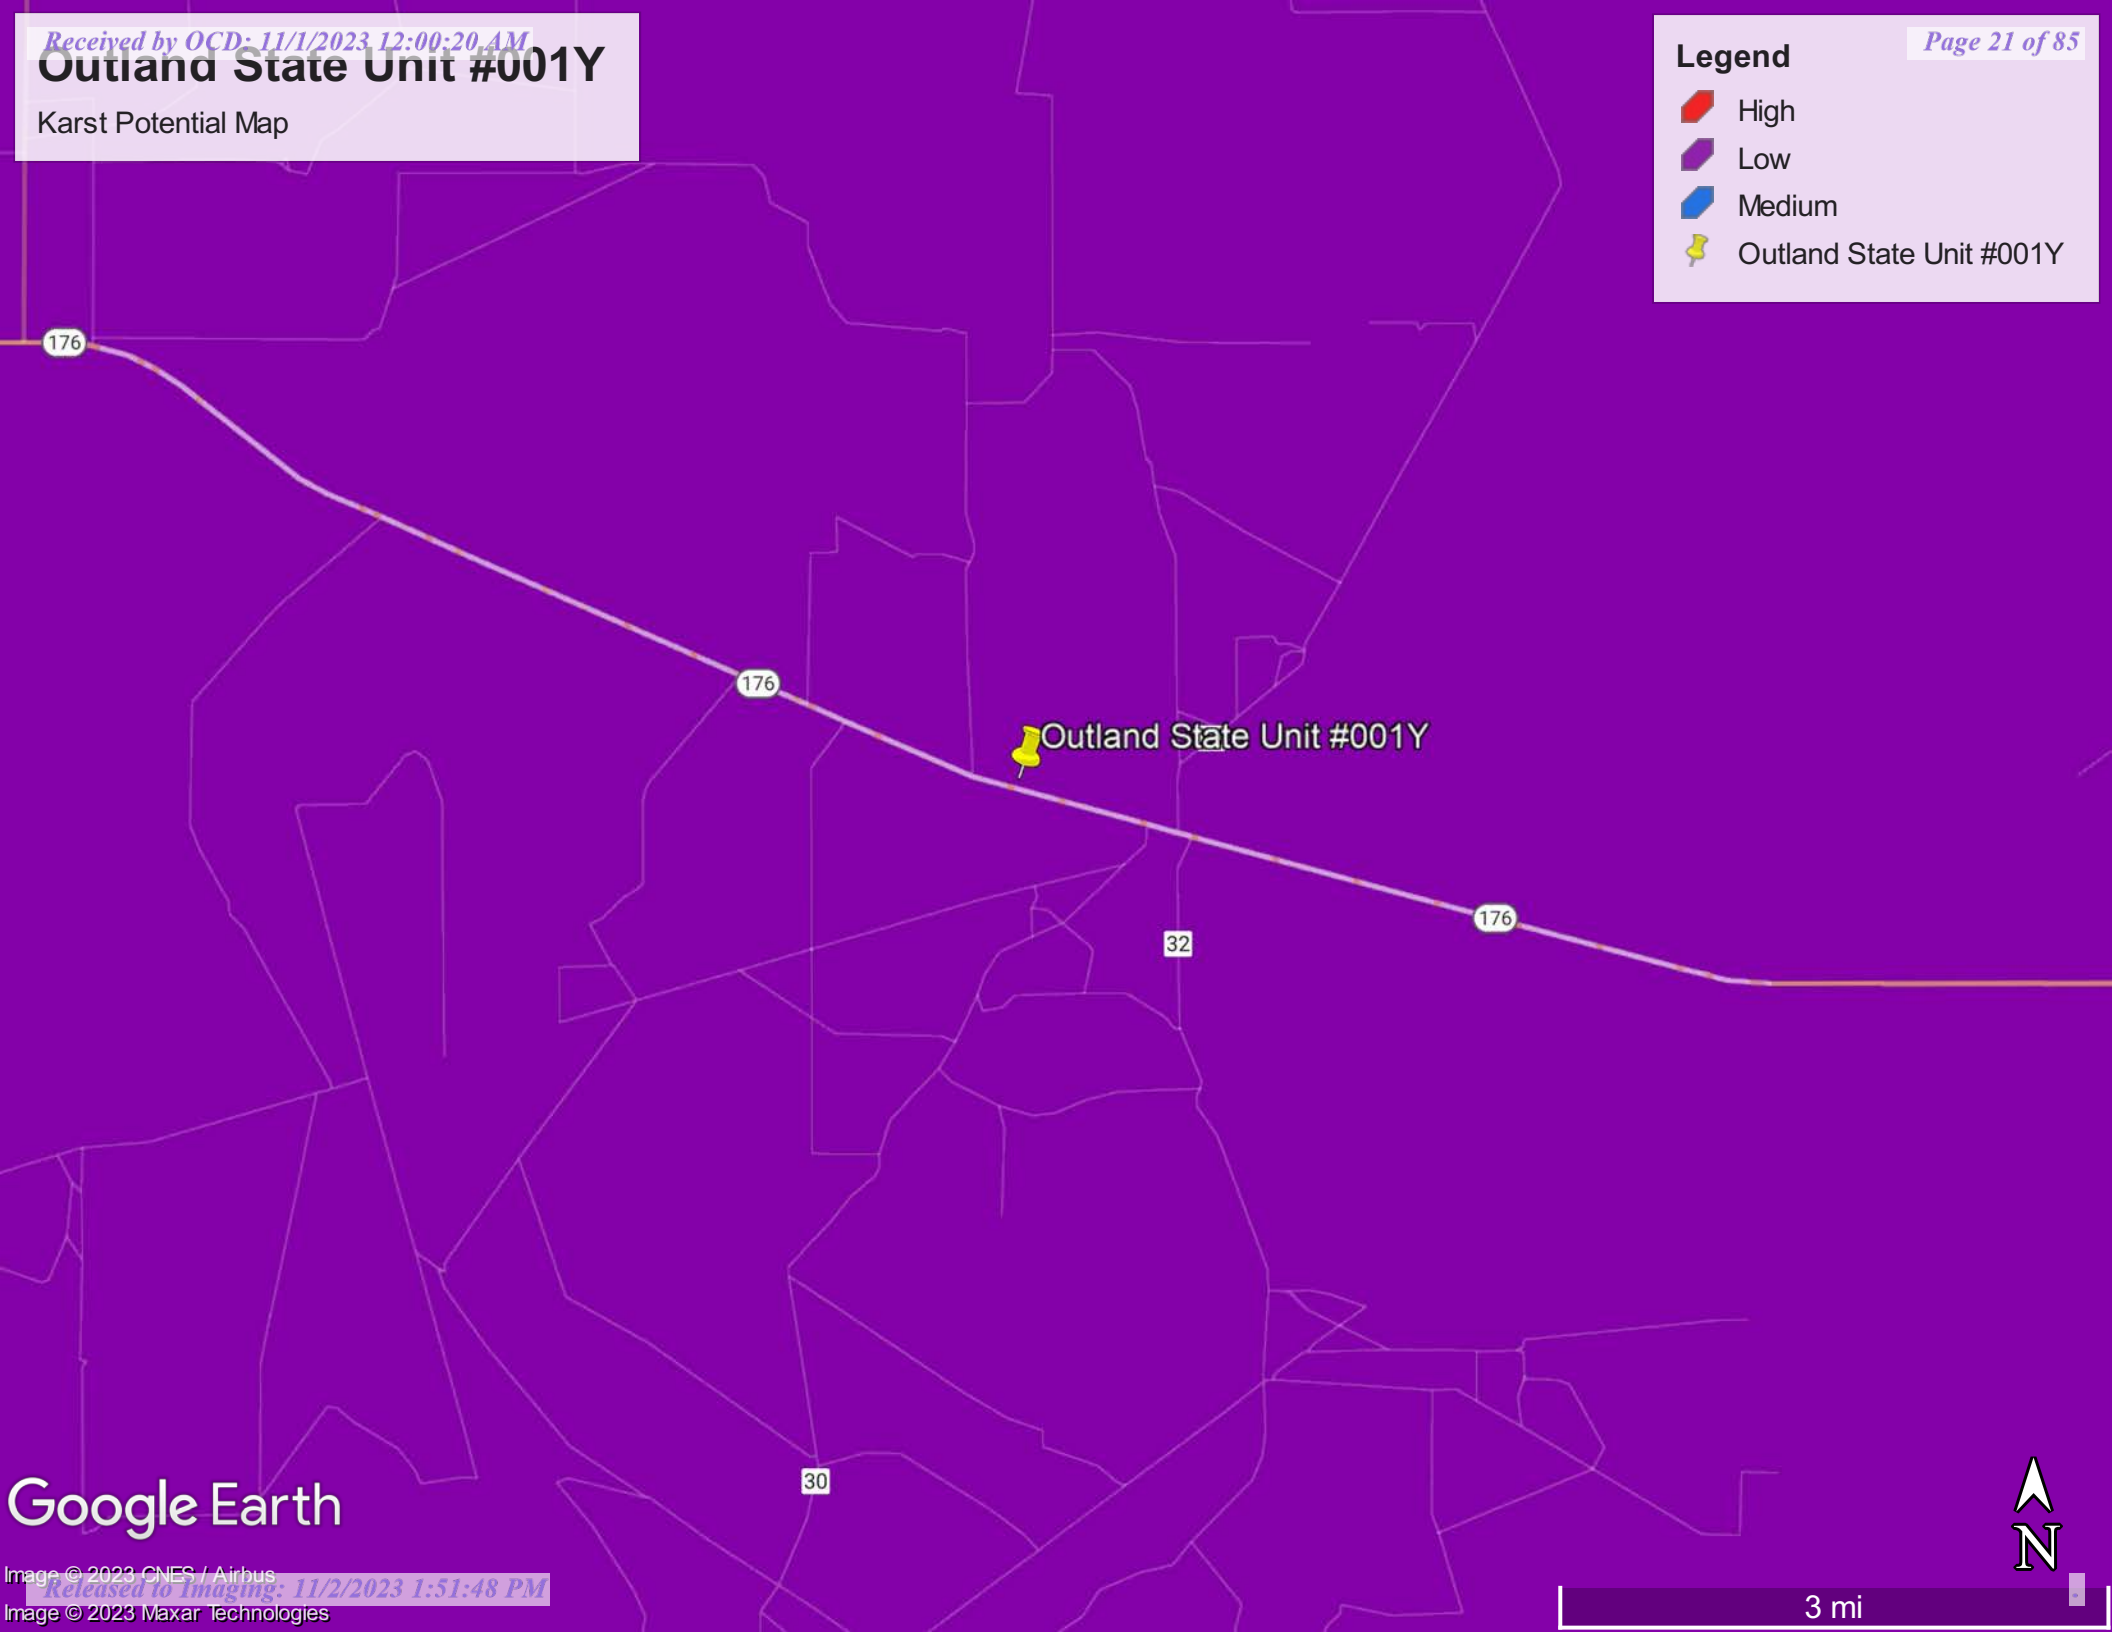 Received by OCD: 11/1/2023 12:00:20 AM
Page 21 of 85
Outland State Unit #001Y
Karst Potential Map
Legend
High
Low
Medium
Outland State Unit #001Y
176
176
Outland State Unit #001Y
176
32
30
Google Earth
N
Image © 2023 CNES / Airbus
Released to Imaging: 11/2/2023 1:51:48 PM
Image © 2023 Maxar Technologies
3 mi